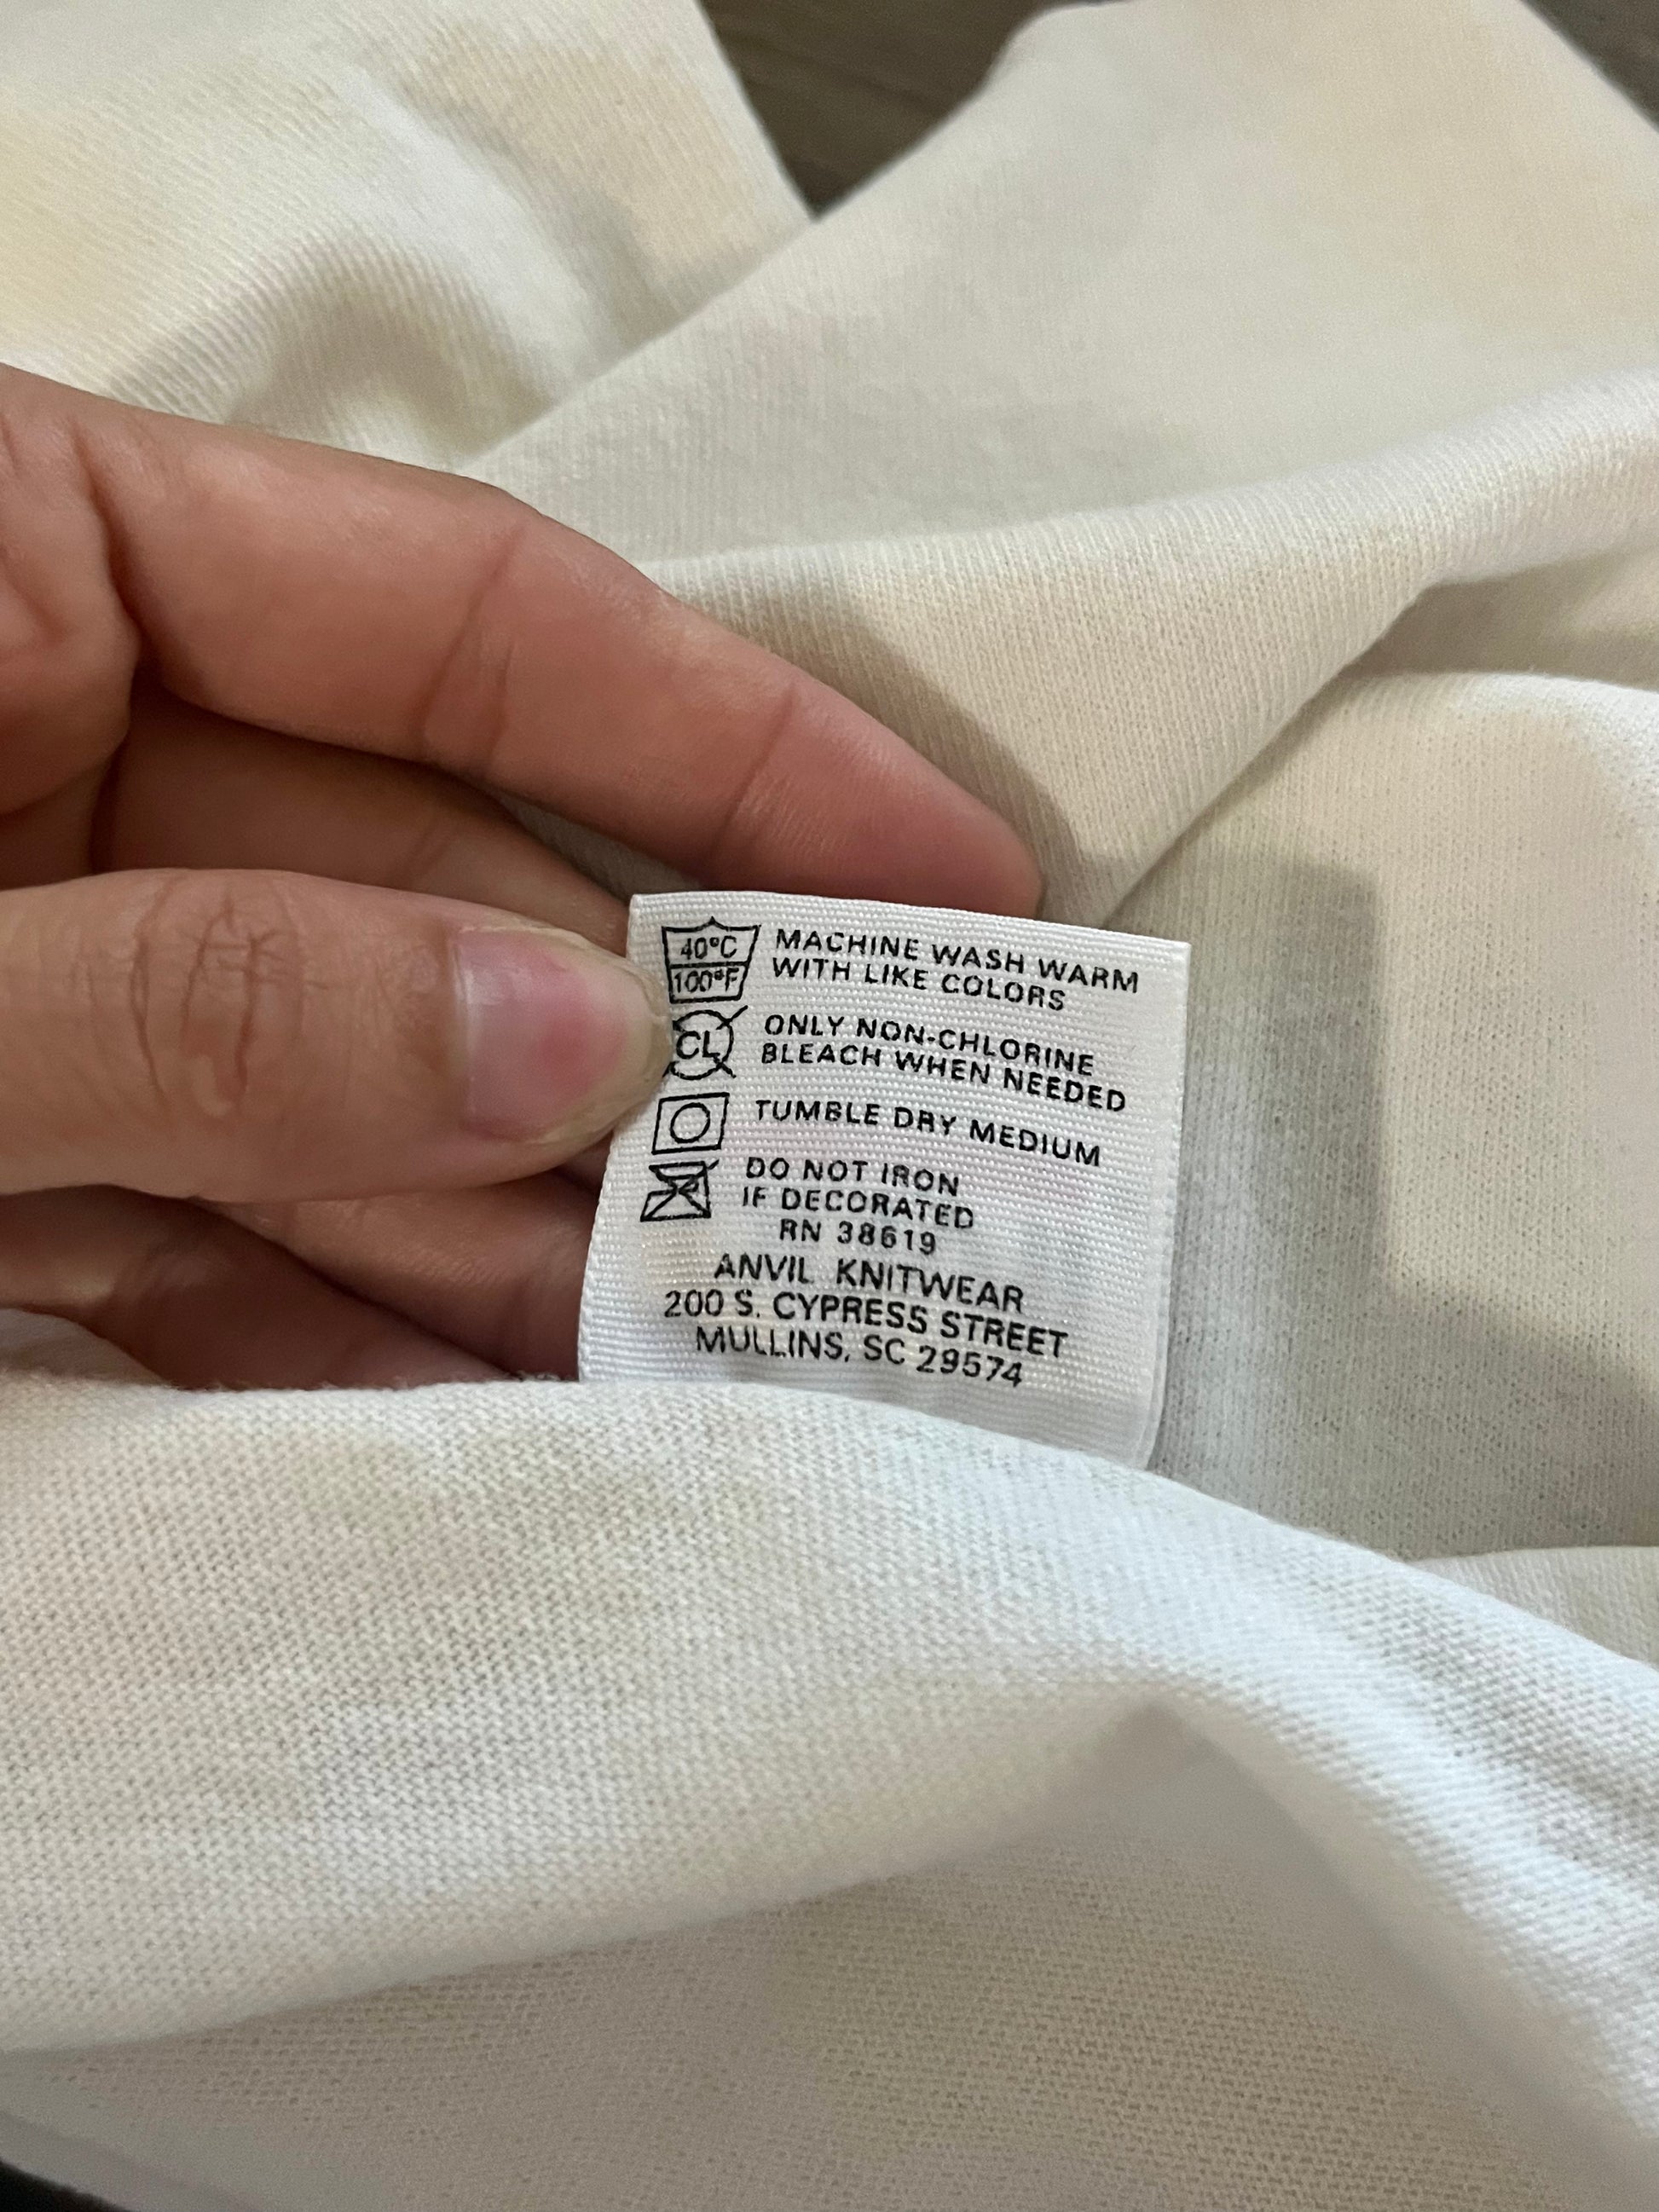 40°C
100°F
MACHINE WASH WARM
WITH LIKE COLORS
CL
ONLY NON-CHLORINE
BLEACH WHEN NEEDED
TUMBLE DRY MEDIUM
DO NOT IRON
IF DECORATED
RN 38619
ANVIL KNITWEAR
200 S. CYPRESS STREET
MULLINS, SC 29574